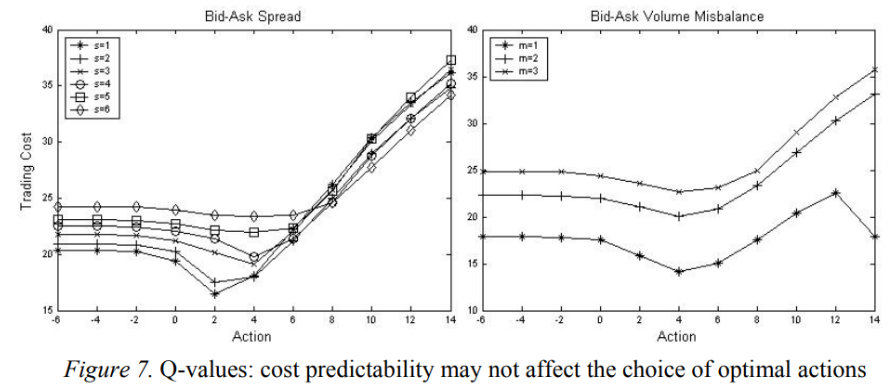 Bid-Ask Spread
40
35
30
25
20
15
Trading Cost
s=1
s=2
s=3
s=4
s=5
s=6
-6 -4 -2 0 2 4 6 8 10 12 14
Action
Bid-Ask Volume Misbalance
40
35
30
25
20
15
10
m=1
m=2
m=3
-6 -4 -2 0 2 4 6 8 10 12 14
Action
Figure 7. Q-values: cost predictability may not affect the choice of optimal actions